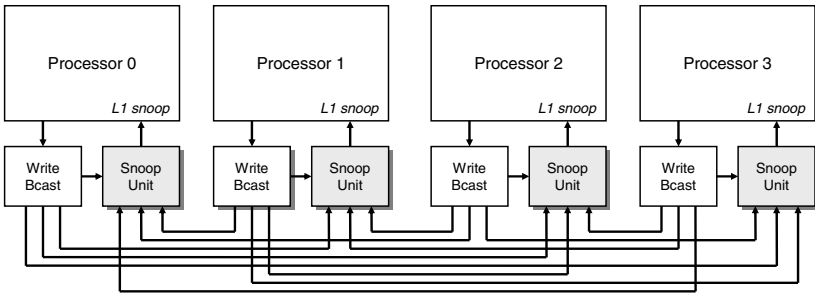 Processor 0
Processor 1
Processor 2
Processor 3
L1 snoop
L1 snoop
L1 snoop
L1 snoop
Write
Bcast
Snoop
Unit
Write
Bcast
Snoop
Unit
Write
Bcast
Snoop
Unit
Write
Bcast
Snoop
Unit